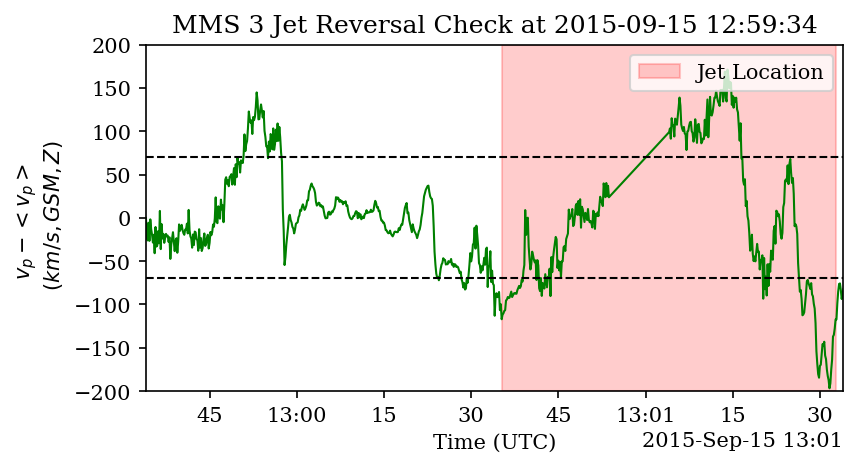 MMS 3 Jet Reversal Check at 2015-09-15 12:59:34
200
150
100
50
0
−50
−100
−150
−200
v_p − <v_p>
(km/s, GSM, Z)
Jet Location
45
13:00
15
30
45
13:01
15
30
Time (UTC)
2015-Sep-15 13:01